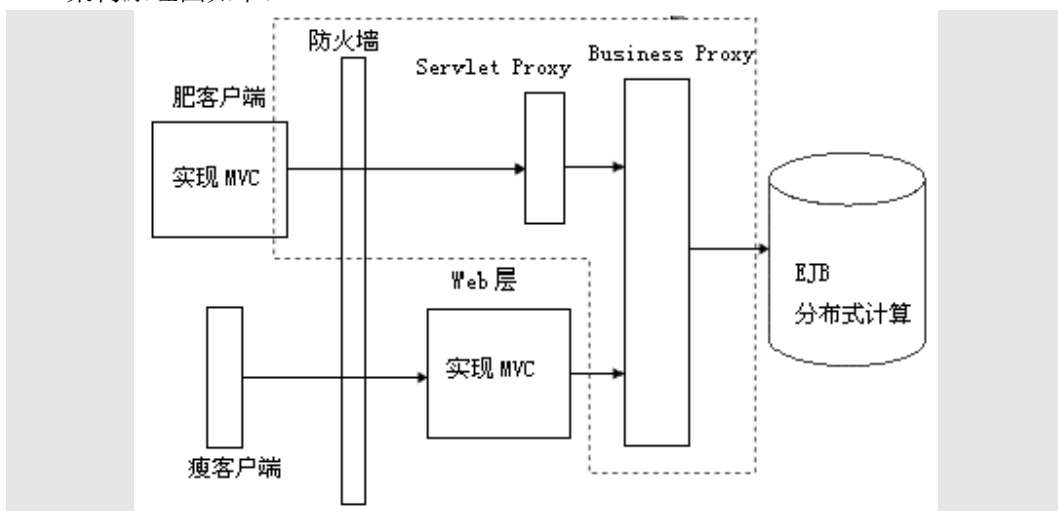 防火墙
Servlet Proxy
Business Proxy
肥客户端
实现 MVC
Web 层
实现 MVC
EJB
分布式计算
瘦客户端